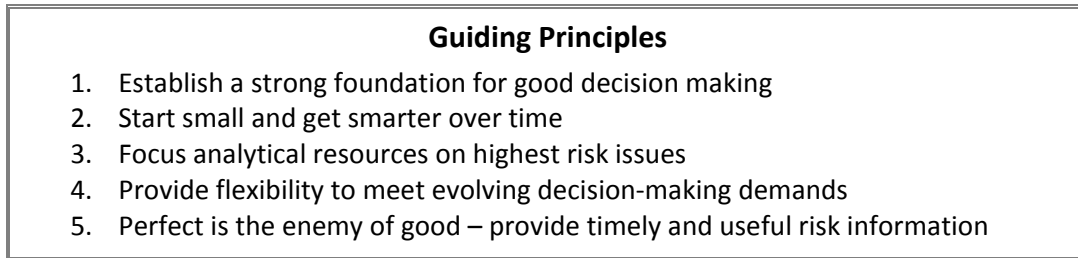 Guiding Principles
1. Establish a strong foundation for good decision making
2. Start small and get smarter over time
3. Focus analytical resources on highest risk issues
4. Provide flexibility to meet evolving decision-making demands
5. Perfect is the enemy of good – provide timely and useful risk information